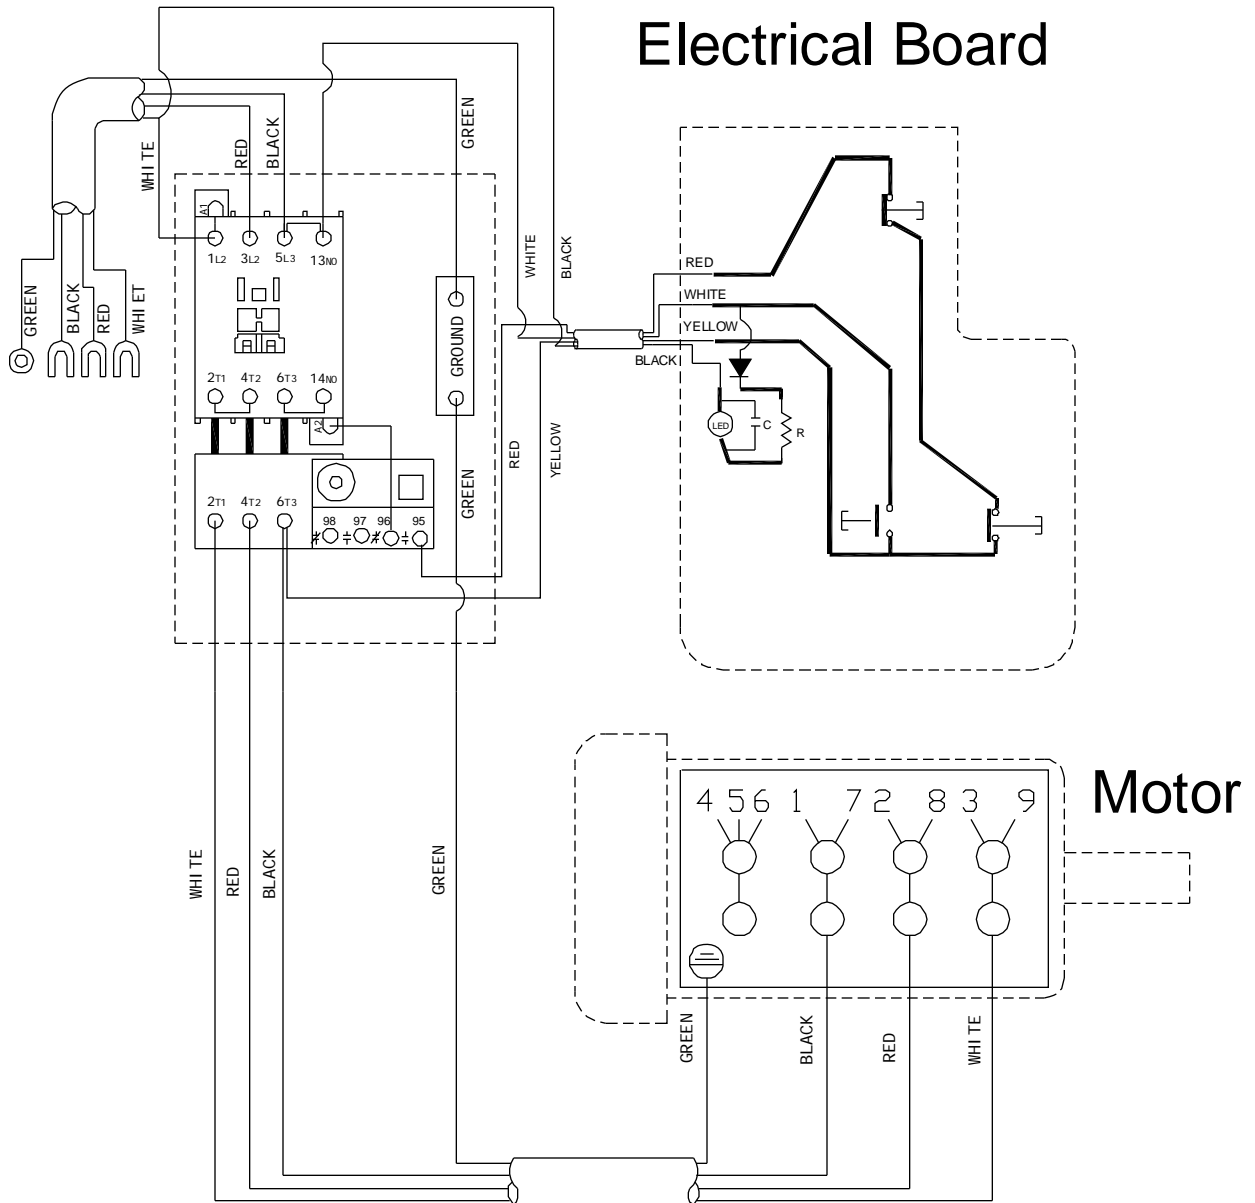 Electrical Board
GREEN
WHITE
RED
BLACK
A1
1L2 3L2 5L3 13NO
WHITE
BLACK
RED
WHITE
YELLOW
BLACK
GREEN
BLACK
RED
WHIET
GROUND
2T1 4T2 6T3 14NO
A2
LED
C
R
RED
YELLOW
GREEN
2T1 4T2 6T3
98 97 96 95
Motor
4 5 6 1 7 2 8 3 9
WHITE
RED
BLACK
GREEN
GREEN
BLACK
RED
WHITE